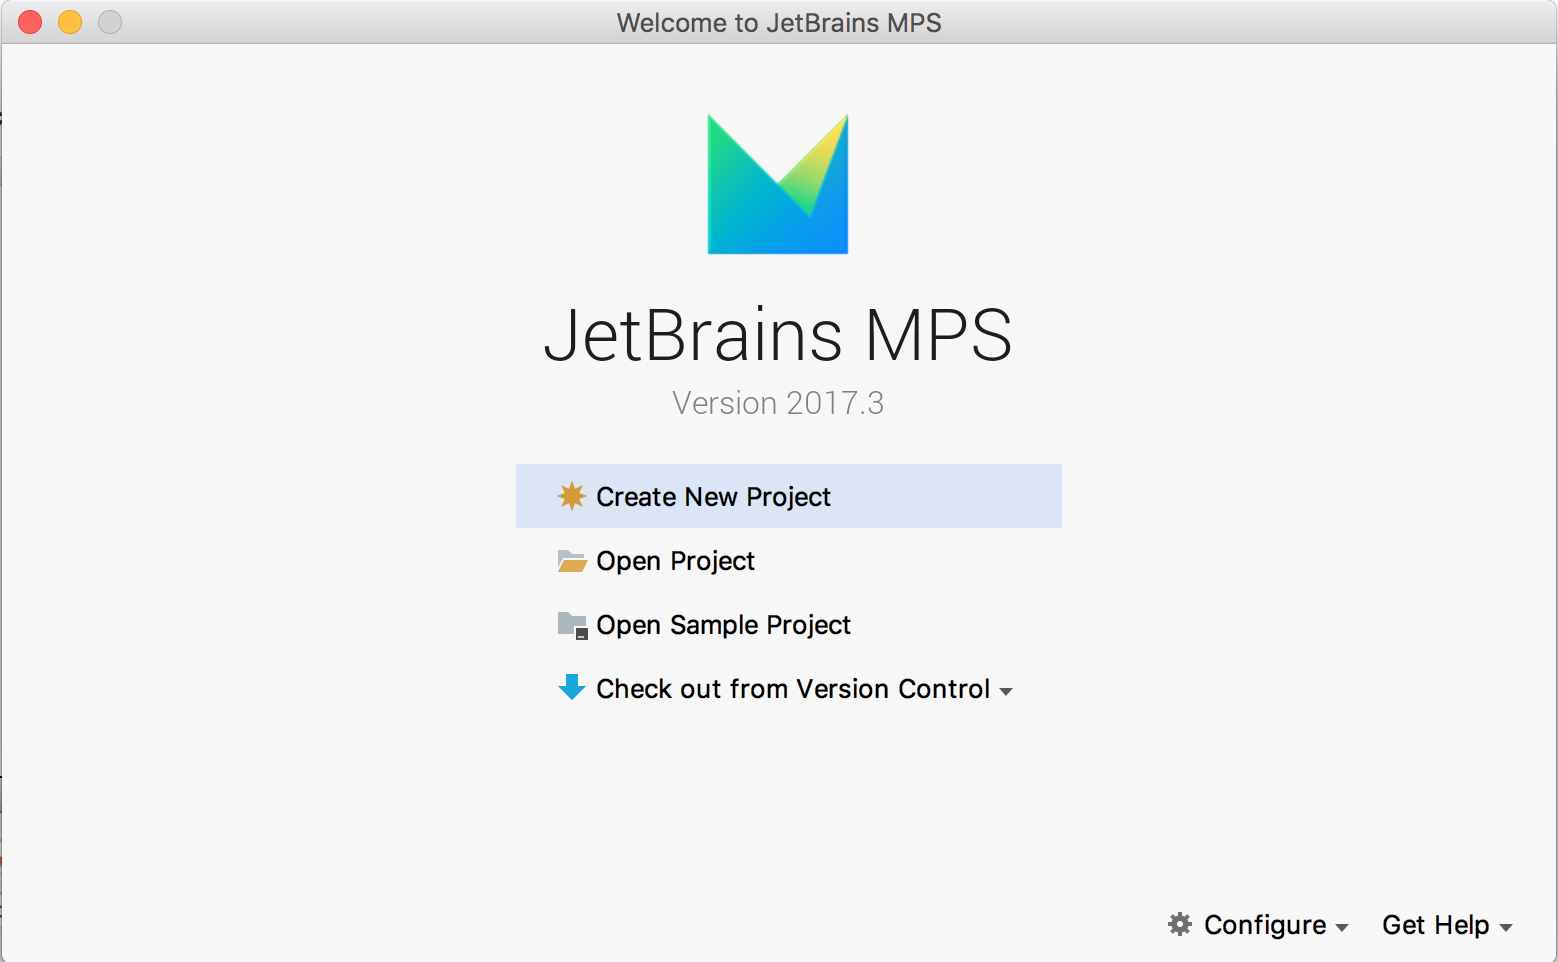 Welcome to JetBrains MPS
JetBrains MPS
Version 2017.3
Create New Project
Open Project
Open Sample Project
Check out from Version Control
Configure
Get Help